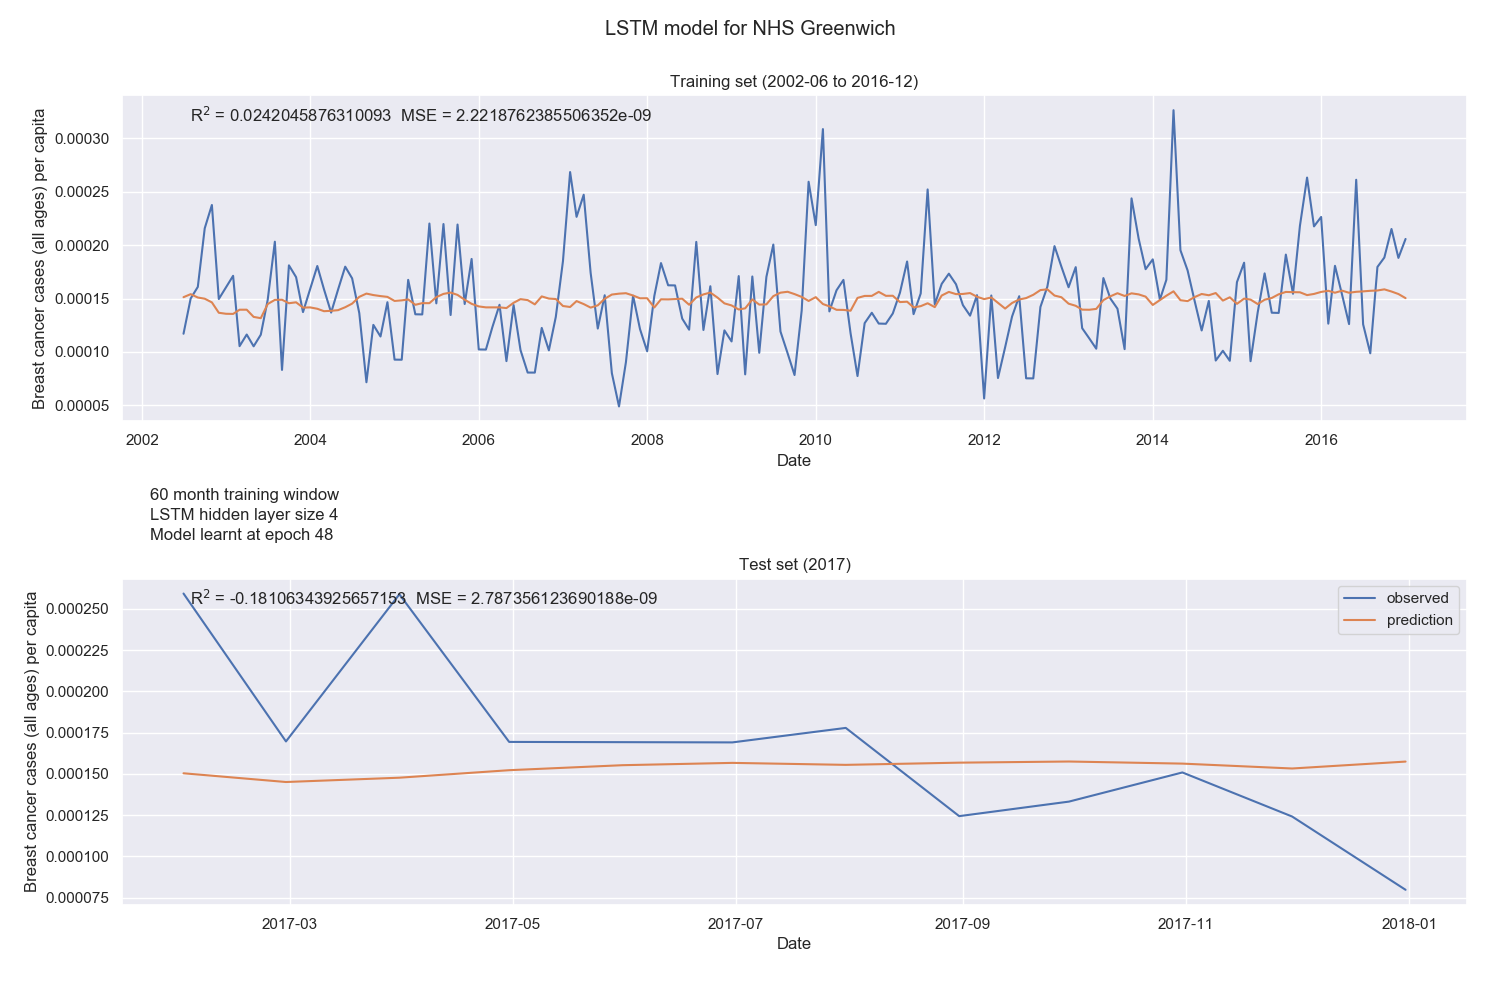 LSTM model for NHS Greenwich
Training set (2002-06 to 2016-12)
R² = 0.0242045876310093  MSE = 2.2218762385506352e-09
Breast cancer cases (all ages) per capita
0.00030
0.00025
0.00020
0.00015
0.00010
0.00005
2002 2004 2006 2008 2010 2012 2014 2016
Date
60 month training window
LSTM hidden layer size 4
Model learnt at epoch 48
Test set (2017)
R² = -0.18106343925657153  MSE = 2.787356123690188e-09
observed
prediction
Breast cancer cases (all ages) per capita
0.000250
0.000225
0.000200
0.000175
0.000150
0.000125
0.000100
0.000075
2017-03 2017-05 2017-07 2017-09 2017-11 2018-01
Date